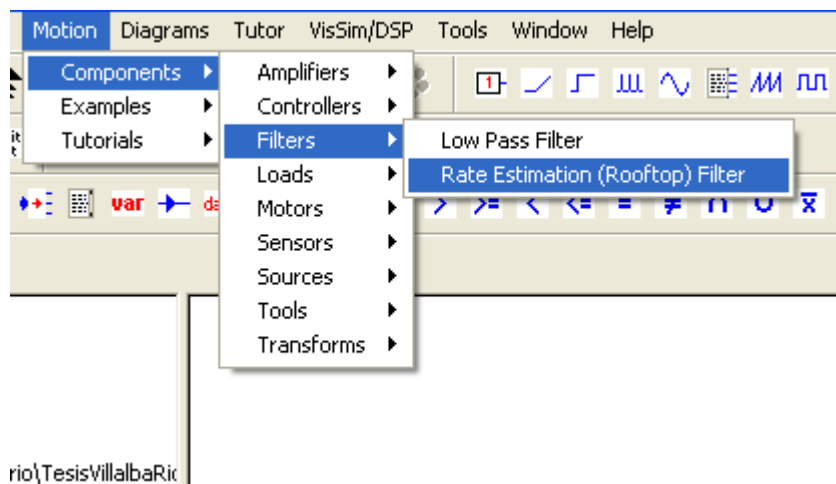 Motion Diagrams Tutor VisSim/DSP Tools Window Help
Components
Examples
Tutorials
Amplifiers
Controllers
Filters
Loads
Motors
Sensors
Sources
Tools
Transforms
Low Pass Filter
Rate Estimation (Rooftop) Filter
1
var
> >= < <= = ≠ ∩ U x̄
rio\TesisVillalbaRic